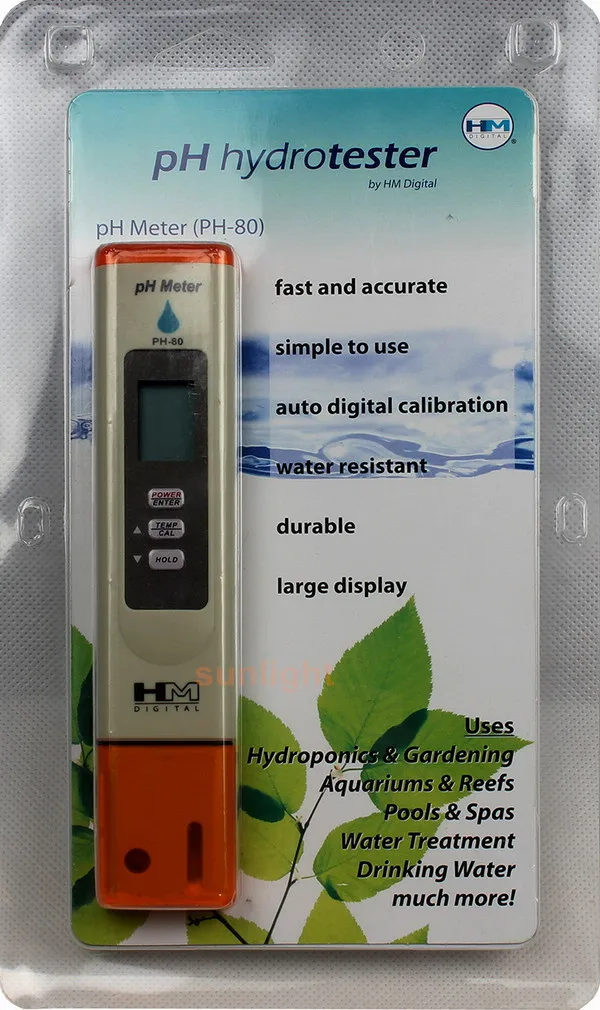 HM
DIGITAL
®
pH hydrotester
by HM Digital
pH Meter (PH-80)
pH Meter
PH-80
POWER
ENTER
TEMP
CAL
HOLD
HM
DIGITAL
fast and accurate
simple to use
auto digital calibration
water resistant
durable
large display
sunlight
Uses
Hydroponics & Gardening
Aquariums & Reefs
Pools & Spas
Water Treatment
Drinking Water
much more!